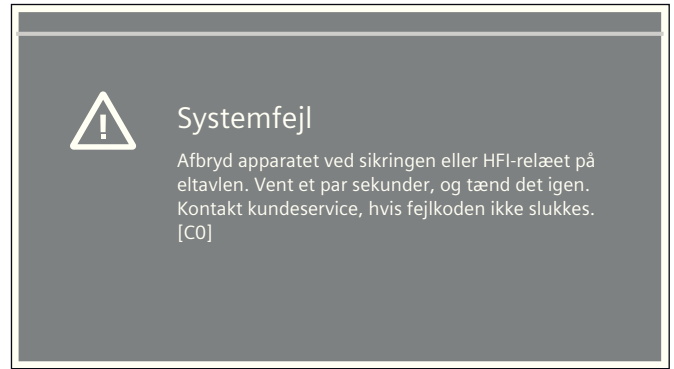 Systemfejl
Afbryd apparatet ved sikringen eller HFI-relæet på
eltavlen. Vent et par sekunder, og tænd det igen.
Kontakt kundeservice, hvis fejlkoden ikke slukkes.
[C0]